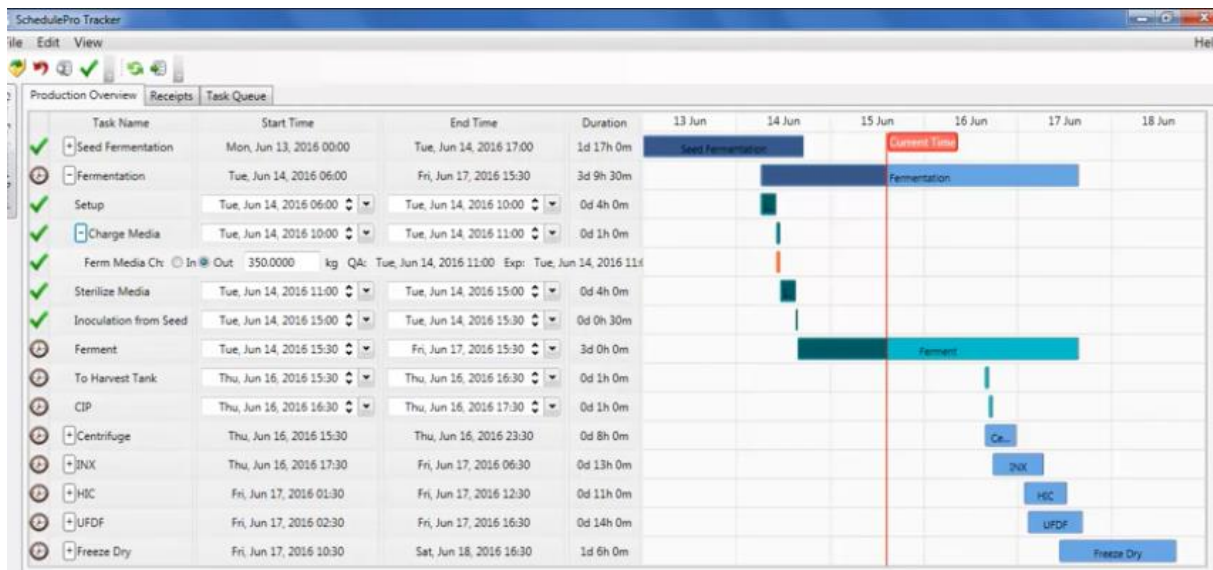 SchedulePro Tracker
File Edit View Hel
Production Overview Receipts Task Queue
Task Name Start Time End Time Duration 13 Jun 14 Jun 15 Jun 16 Jun 17 Jun 18 Jun
Seed Fermentation Mon, Jun 13, 2016 00:00 Tue, Jun 14, 2016 17:00 1d 17h 0m Seed Fermentation Current Time
Fermentation Tue, Jun 14, 2016 06:00 Fri, Jun 17, 2016 15:30 3d 9h 30m Fermentation
Setup Tue, Jun 14, 2016 06:00 Tue, Jun 14, 2016 10:00 0d 4h 0m
Charge Media Tue, Jun 14, 2016 10:00 Tue, Jun 14, 2016 11:00 0d 1h 0m
Ferm Media Ch: In Out 350.0000 kg QA: Tue, Jun 14, 2016 11:00 Exp: Tue, Jun 14, 2016 11:0
Sterilize Media Tue, Jun 14, 2016 11:00 Tue, Jun 14, 2016 15:00 0d 4h 0m
Inoculation from Seed Tue, Jun 14, 2016 15:00 Tue, Jun 14, 2016 15:30 0d 0h 30m
Ferment Tue, Jun 14, 2016 15:30 Fri, Jun 17, 2016 15:30 3d 0h 0m Ferment
To Harvest Tank Thu, Jun 16, 2016 15:30 Thu, Jun 16, 2016 16:30 0d 1h 0m
CIP Thu, Jun 16, 2016 16:30 Thu, Jun 16, 2016 17:30 0d 1h 0m
Centrifuge Thu, Jun 16, 2016 15:30 Thu, Jun 16, 2016 23:30 0d 8h 0m Ce...
INX Thu, Jun 16, 2016 17:30 Fri, Jun 17, 2016 06:30 0d 13h 0m INX
HIC Fri, Jun 17, 2016 01:30 Fri, Jun 17, 2016 12:30 0d 11h 0m HIC
UFDF Fri, Jun 17, 2016 02:30 Fri, Jun 17, 2016 16:30 0d 14h 0m UFDF
Freeze Dry Fri, Jun 17, 2016 10:30 Sat, Jun 18, 2016 16:30 1d 6h 0m Freeze Dry